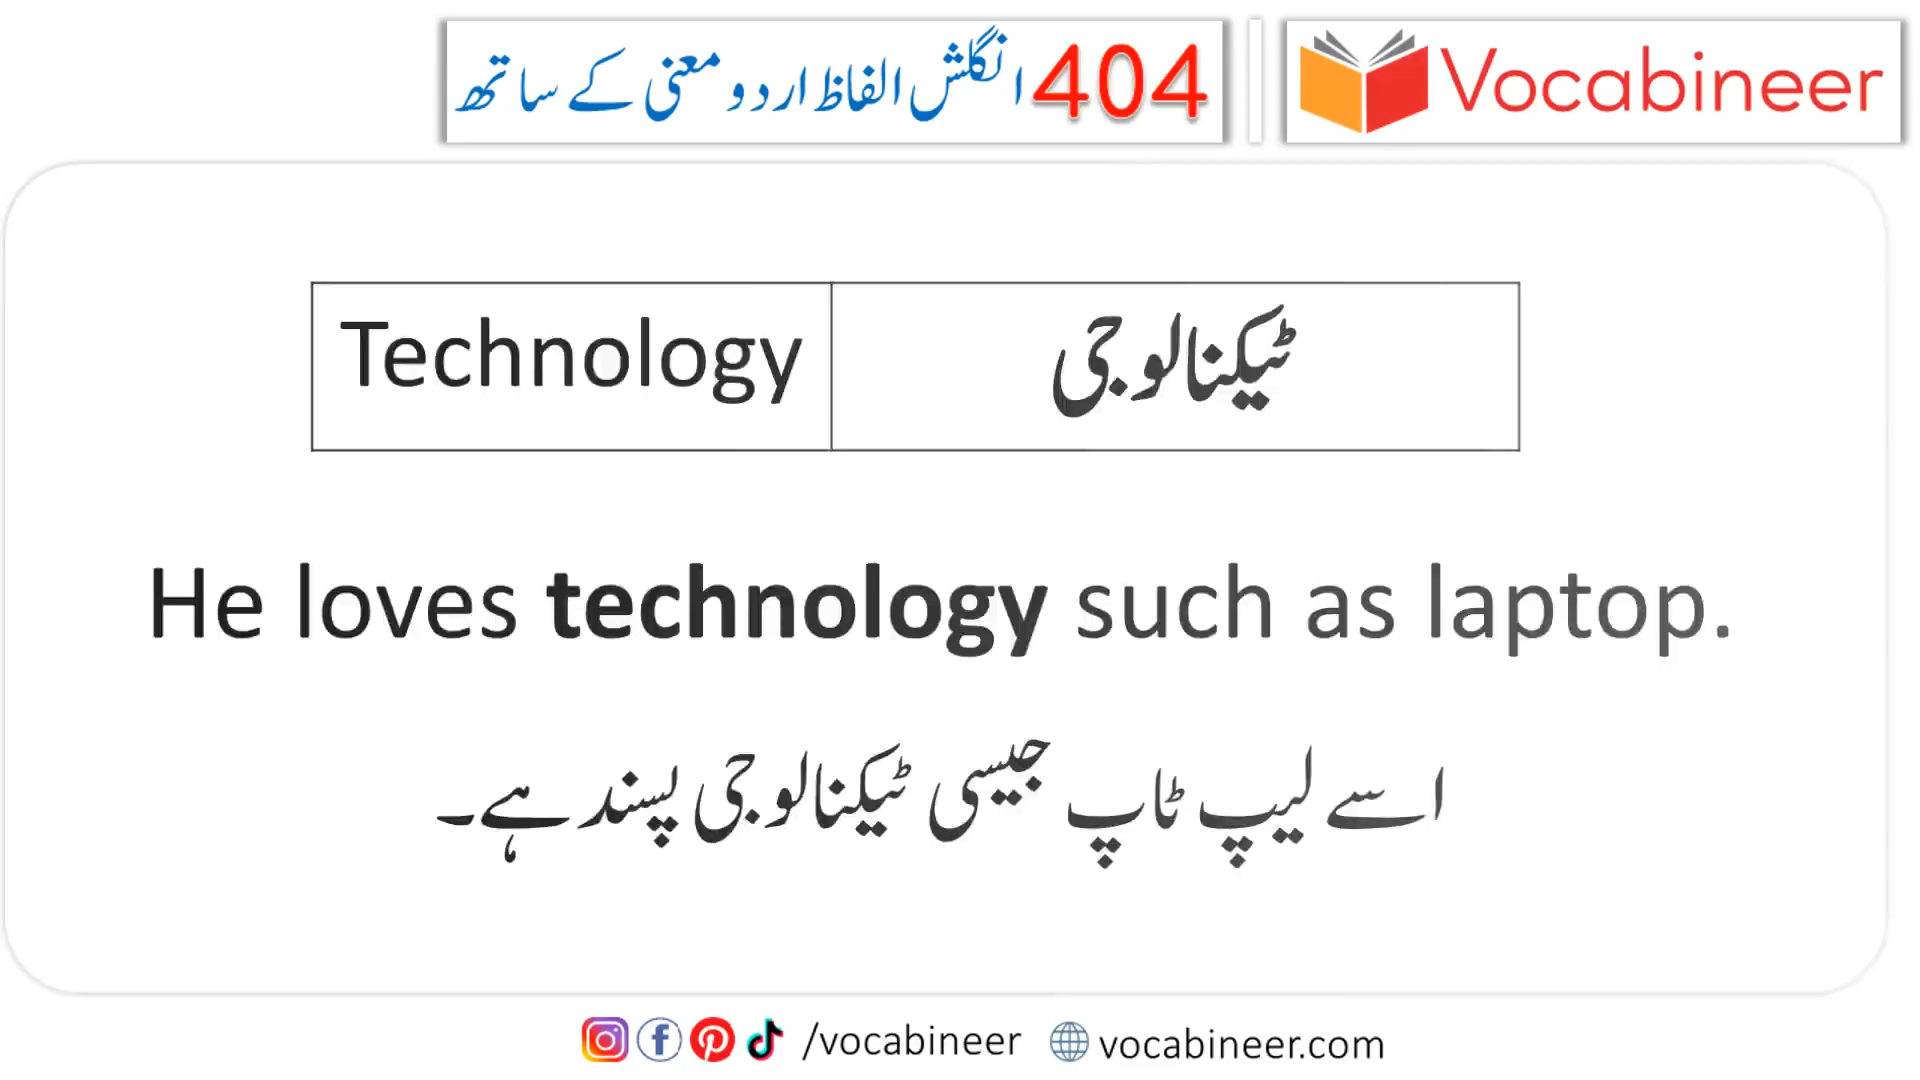 404 انگلش الفاظ اردو معنی کے ساتھ
Vocabineer
Technology ٹیکنالوجی
He loves technology such as laptop.
اسے لیپ ٹاپ جیسی ٹیکنالوجی پسند ہے۔
/vocabineer vocabineer.com